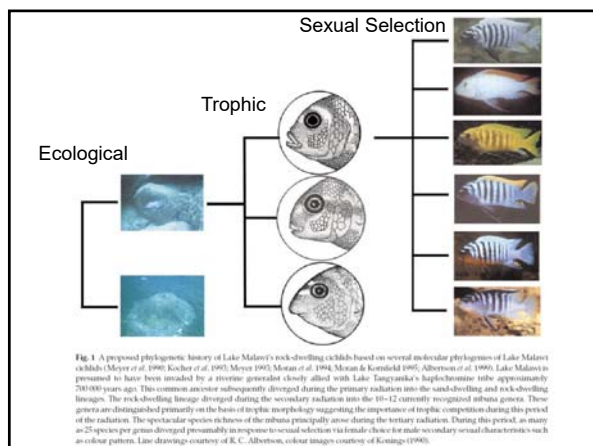 Sexual Selection
Trophic
Ecological
Fig. 1 A proposed phylogenetic history of Lake Malawi's rock-dwelling cichlids based on several molecular phylogenies of Lake Malawi
cichlids (Meyer et al. 1990; Kocher et al. 1993; Meyer 1993; Moran et al. 1994; Moran & Kornfield 1995; Albertson et al. 1999). Lake Malawi is
presumed to have been invaded by a riverine generalist closely allied with Lake Tangyanika's haplochromine tribe approximately
700 000 years ago. This common ancestor subsequently diverged during the primary radiation into the sand-dwelling and rock-dwelling
lineages. The rock-dwelling lineage diverged during the secondary radiation into the 10–12 currently recognized mbuna genera. These
genera are distinguished primarily on the basis of trophic morphology suggesting the importance of trophic competition during this period
of the radiation. The spectacular species richness of the mbuna principally arose during the tertiary radiation. During this period, as many
as 25 species per genus diverged presumably in response to sexual selection via female choice for male secondary sexual characteristics such
as colour pattern. Line drawings courtesy of R. C. Albertson, colour images courtesy of Konings (1990).